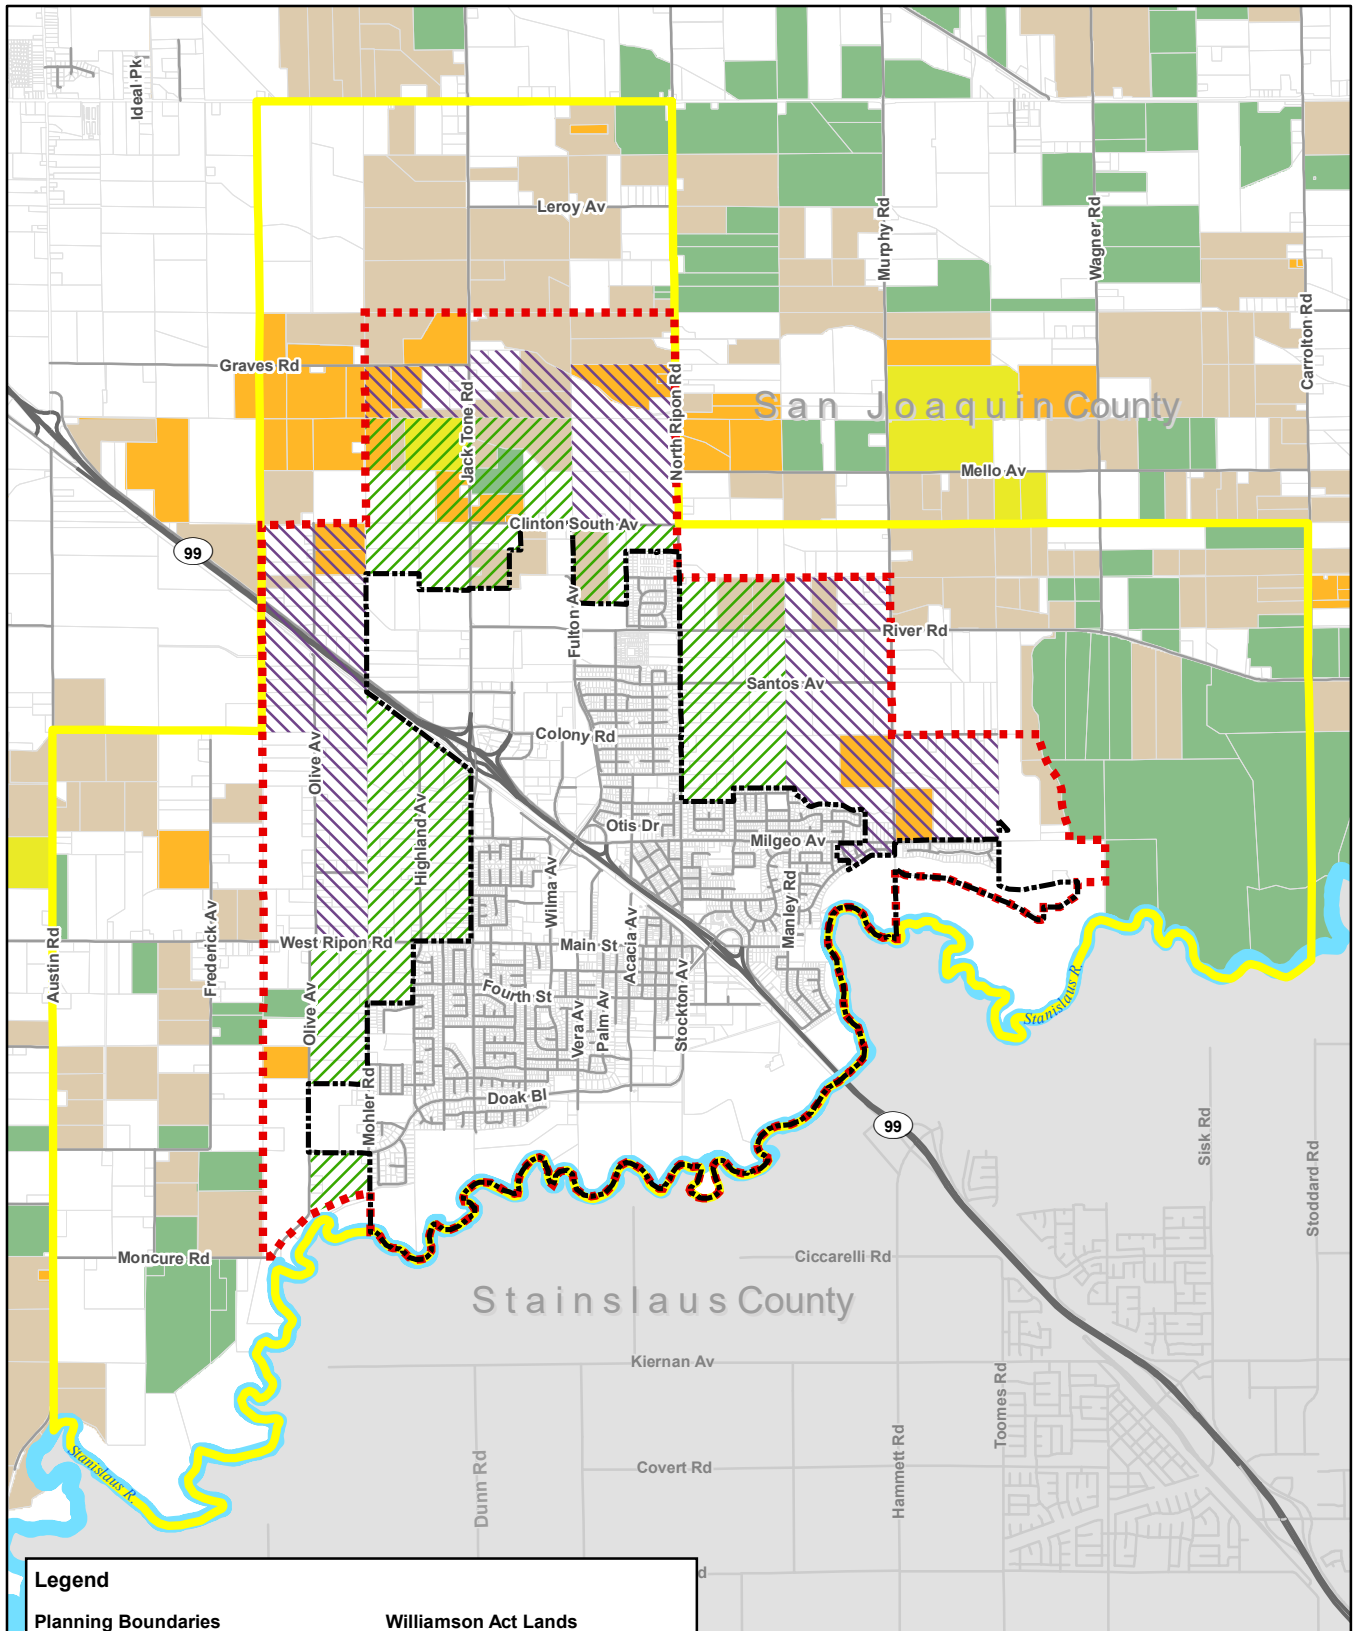 Ideal Pk
Leroy Av
Murphy Rd
Wagner Rd
Carrolton Rd
Graves Rd
Jack Tone Rd
North Ripon Rd
San Joaquin County
Mello Av
Clinton South Av
99
Fulton Av
River Rd
Santos Av
Olive Av
Colony Rd
Highland Av
Otis Dr
Milgeo Av
Wilma Av
Manley Rd
Austin Rd
Frederick Av
West Ripon Rd
Main St
Acacia Av
Stockton Av
Fourth St
Olive Av
Vera Av
Palm Av
Stanislaus R.
Mohler Rd
Doak Bl
99
Sisk Rd
Stoddard Rd
Moncure Rd
Ciccarelli Rd
Stainslaus County
Kiernan Av
Toomes Rd
Hammett Rd
Dunn Rd
Covert Rd
Stanislaus R.
d
Legend
Planning Boundaries
Williamson Act Lands